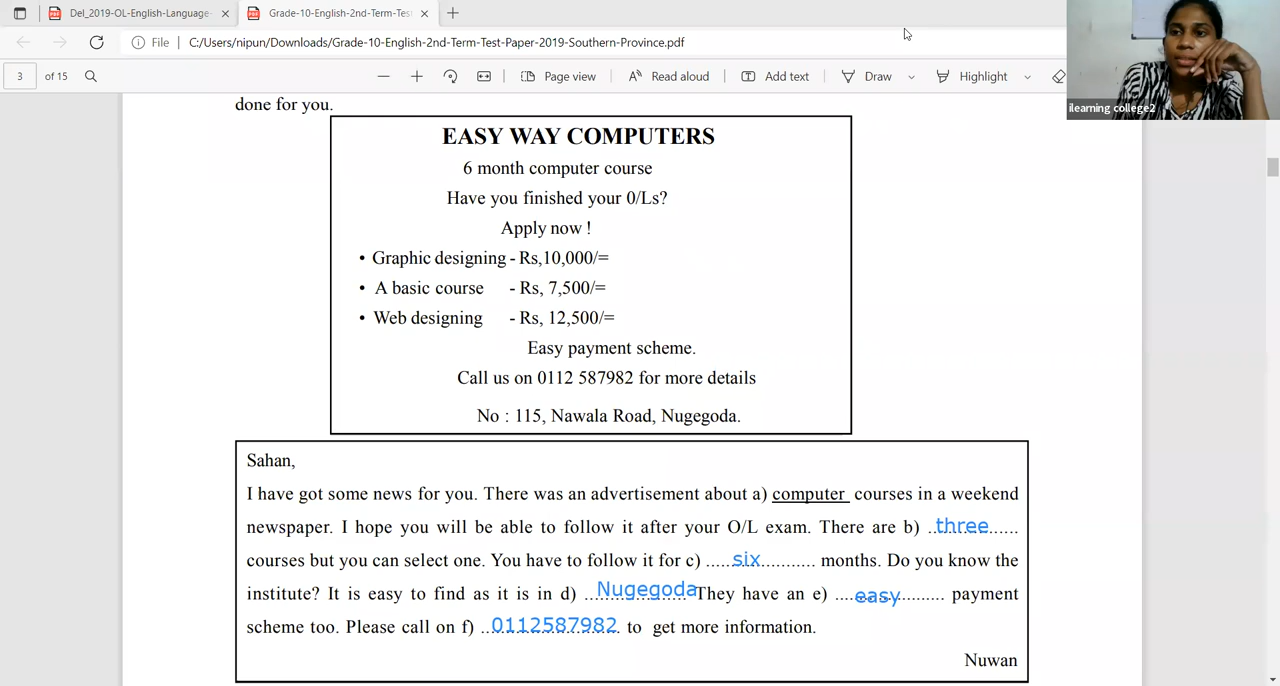 Del_2019-OL-English-Language-
Grade-10-English-2nd-Term-Tes
File
C:/Users/nipun/Downloads/Grade-10-English-2nd-Term-Test-Paper-2019-Southern-Province.pdf
3 of 15
Page view
Read aloud
Add text
Draw
Highlight
ilearning college2
done for you.
EASY WAY COMPUTERS
6 month computer course
Have you finished your 0/Ls?
Apply now !
• Graphic designing - Rs,10,000/=
• A basic course - Rs, 7,500/=
• Web designing - Rs, 12,500/=
Easy payment scheme.
Call us on 0112 587982 for more details
No : 115, Nawala Road, Nugegoda.
Sahan,
I have got some news for you. There was an advertisement about a) computer courses in a weekend
newspaper. I hope you will be able to follow it after your O/L exam. There are b) ..three......
courses but you can select one. You have to follow it for c) .....six........... months. Do you know the
institute? It is easy to find as it is in d) ...Nugegoda They have an e) ....easy.......... payment
scheme too. Please call on f) ..0112587982. to get more information.
Nuwan